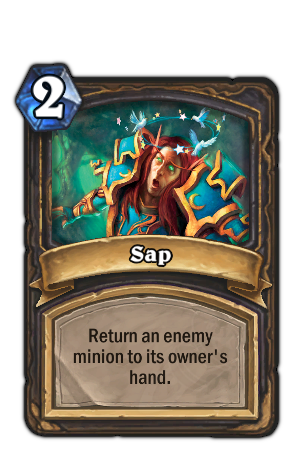 2
Sap
Return an enemy
minion to its owner's
hand.